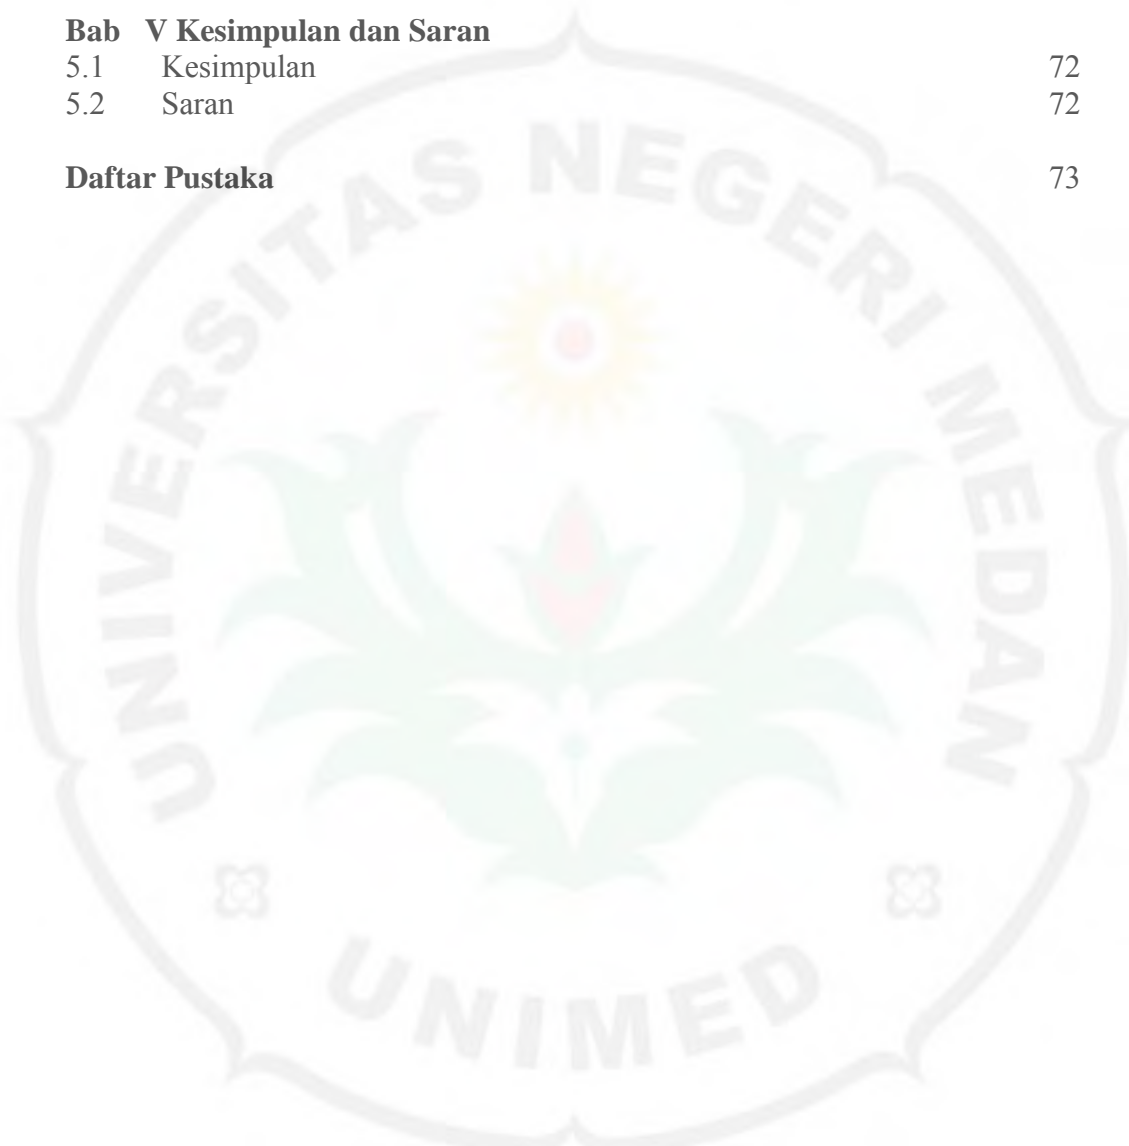 Bab V Kesimpulan dan Saran
5.1 Kesimpulan 72
5.2 Saran 72
Daftar Pustaka 73
UNIVERSITAS NEGERI MEDAN
UNIMED